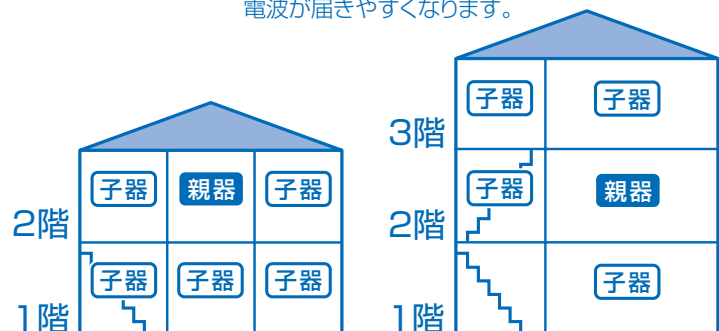 電波が届きやすくなります。
子器 親器 子器
2階
子器 子器 子器
1階
子器 子器
3階
子器 親器
2階
子器
1階